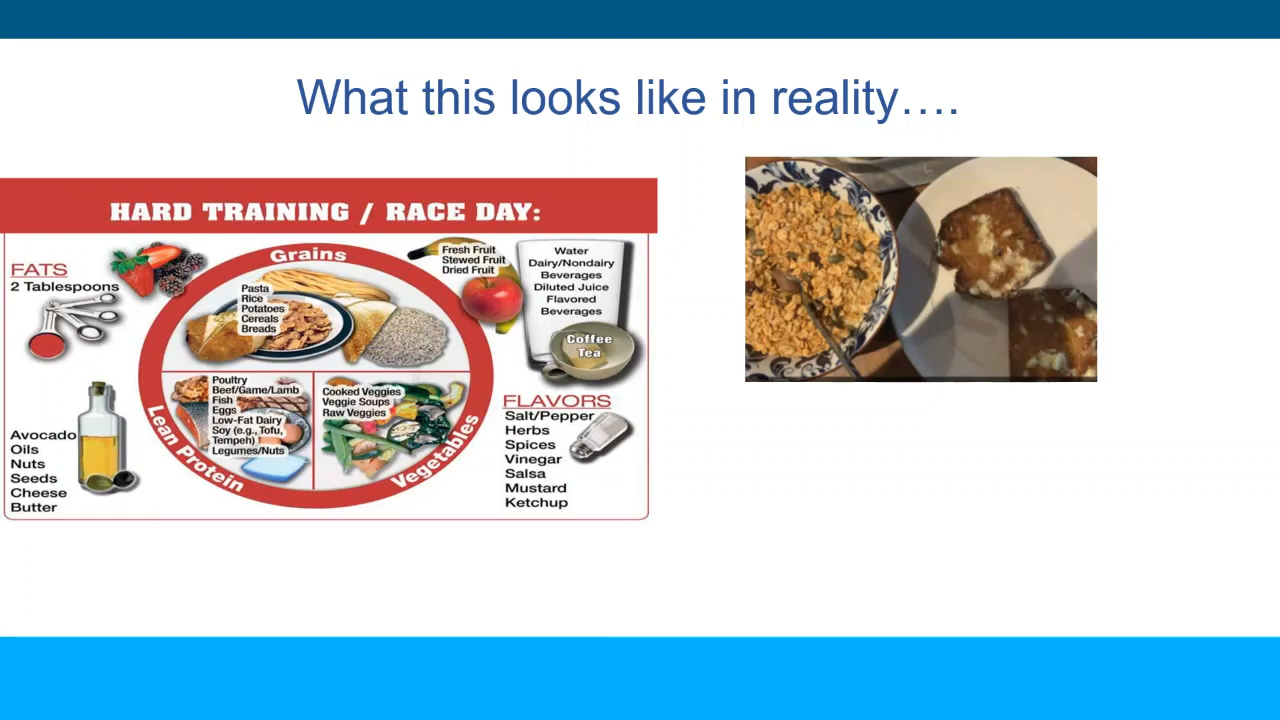 What this looks like in reality….
HARD TRAINING / RACE DAY:
FATS
2 Tablespoons
Avocado
Oils
Nuts
Seeds
Cheese
Butter
Grains
Pasta
Rice
Potatoes
Cereals
Breads
Lean Protein
Poultry
Beef/Game/Lamb
Fish
Eggs
Low-Fat Dairy
Soy (e.g., Tofu,
Tempeh)
Legumes/Nuts
Vegetables
Cooked Veggies
Veggie Soups
Raw Veggies
Fresh Fruit
Stewed Fruit
Dried Fruit
Water
Dairy/Nondairy
Beverages
Diluted Juice
Flavored
Beverages
Coffee
Tea
FLAVORS
Salt/Pepper
Herbs
Spices
Vinegar
Salsa
Mustard
Ketchup